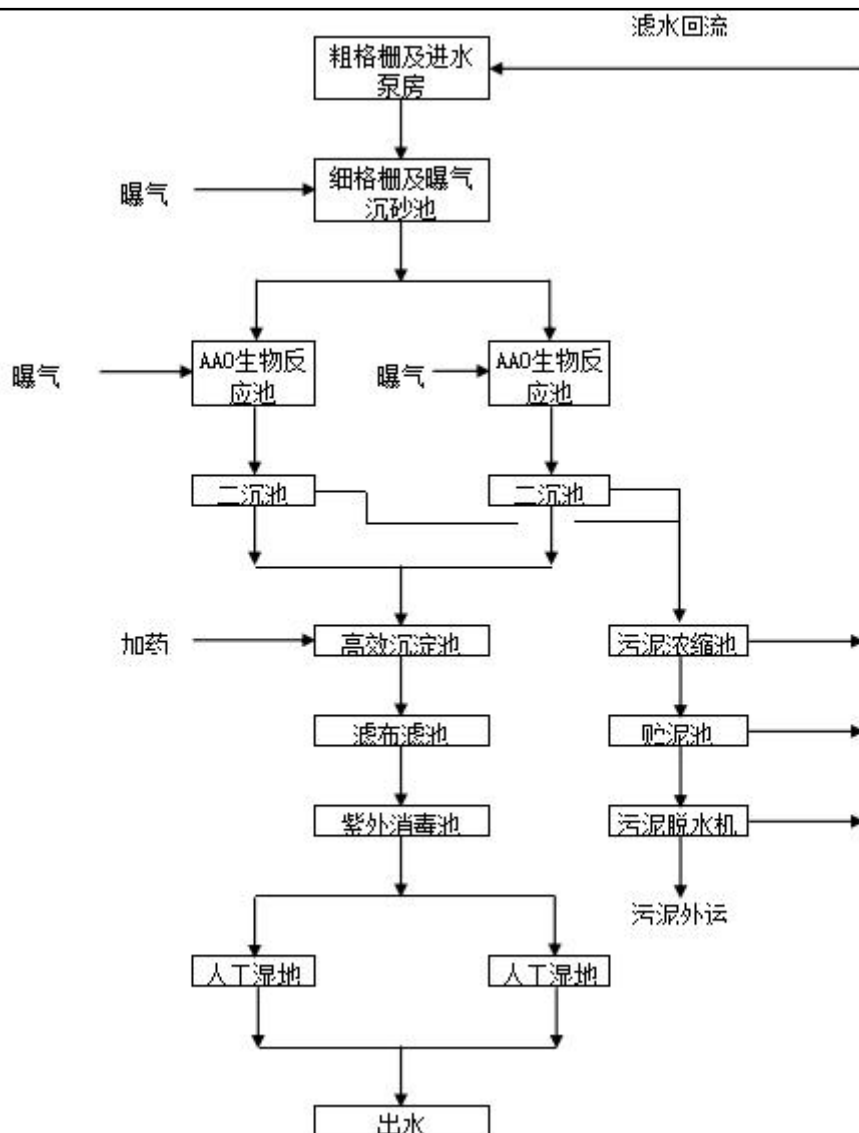 滤水回流
粗格栅及进水
泵房
曝气
细格栅及曝气
沉砂池
曝气
AAO生物反
应池
曝气
AAO生物反
应池
二沉池
二沉池
加药
高效沉淀池
污泥浓缩池
滤布滤池
贮泥池
紫外消毒池
污泥脱水机
污泥外运
人工湿地
人工湿地
出水